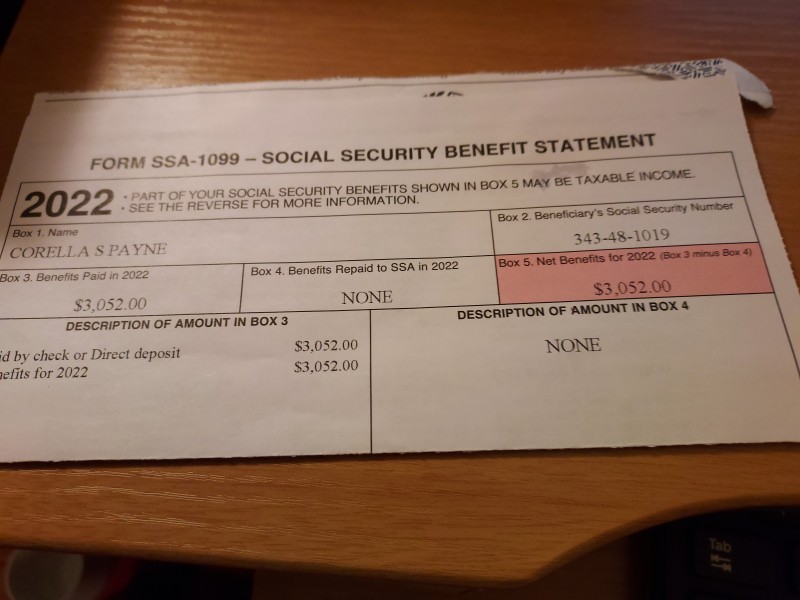 FORM SSA-1099 – SOCIAL SECURITY BENEFIT STATEMENT
2022
• PART OF YOUR SOCIAL SECURITY BENEFITS SHOWN IN BOX 5 MAY BE TAXABLE INCOME.
• SEE THE REVERSE FOR MORE INFORMATION.
Box 1. Name
CORELLA S PAYNE
Box 2. Beneficiary's Social Security Number
343-48-1019
Box 3. Benefits Paid in 2022
$3,052.00
Box 4. Benefits Repaid to SSA in 2022
NONE
Box 5. Net Benefits for 2022 (Box 3 minus Box 4)
$3,052.00
DESCRIPTION OF AMOUNT IN BOX 3
id by check or Direct deposit $3,052.00
nefits for 2022 $3,052.00
DESCRIPTION OF AMOUNT IN BOX 4
NONE
Tab